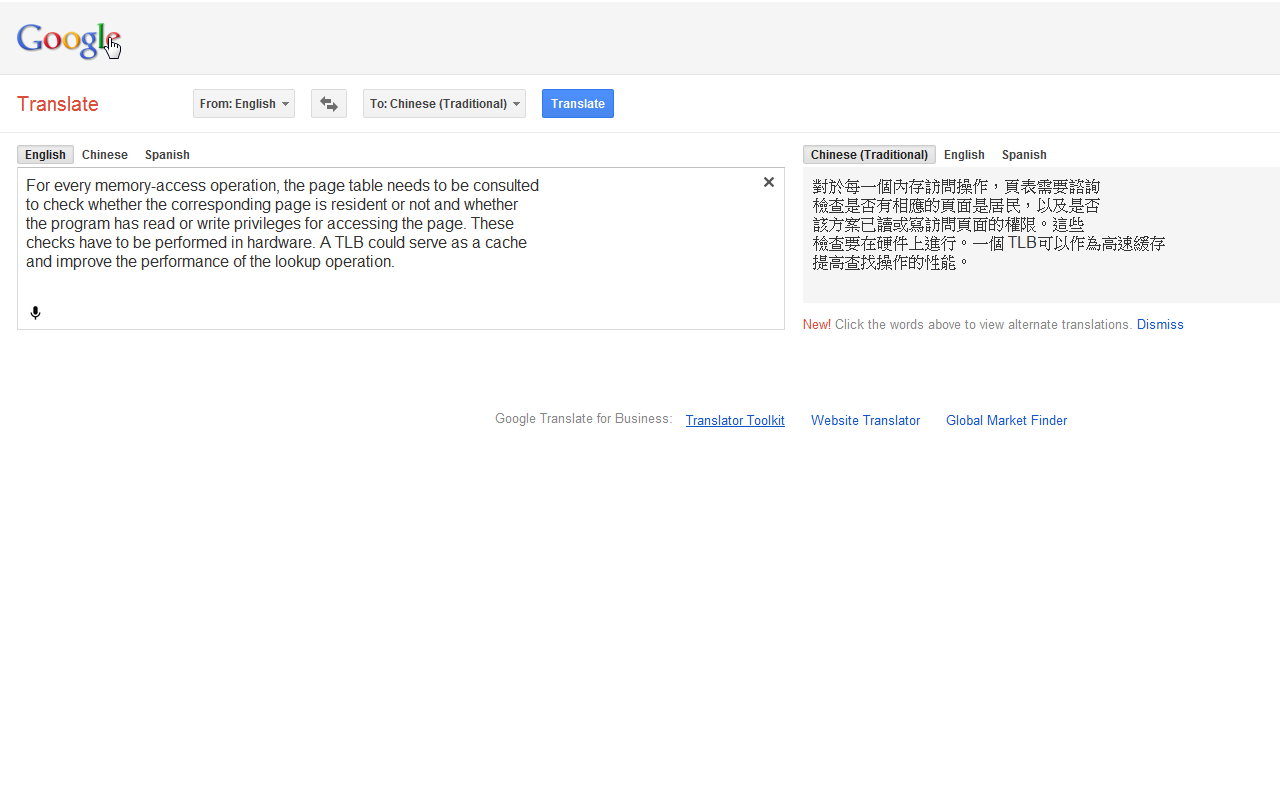 Google
Translate
From: English
To: Chinese (Traditional)
Translate
English Chinese Spanish
For every memory-access operation, the page table needs to be consulted
to check whether the corresponding page is resident or not and whether
the program has read or write privileges for accessing the page. These
checks have to be performed in hardware. A TLB could serve as a cache
and improve the performance of the lookup operation.
Chinese (Traditional) English Spanish
對於每一個內存訪問操作，頁表需要諮詢
檢查是否有相應的頁面是居民，以及是否
該方案已讀或寫訪問頁面的權限。這些
檢查要在硬件上進行。一個 TLB可以作為高速緩存
提高查找操作的性能。
New! Click the words above to view alternate translations. Dismiss
Google Translate for Business: Translator Toolkit Website Translator Global Market Finder